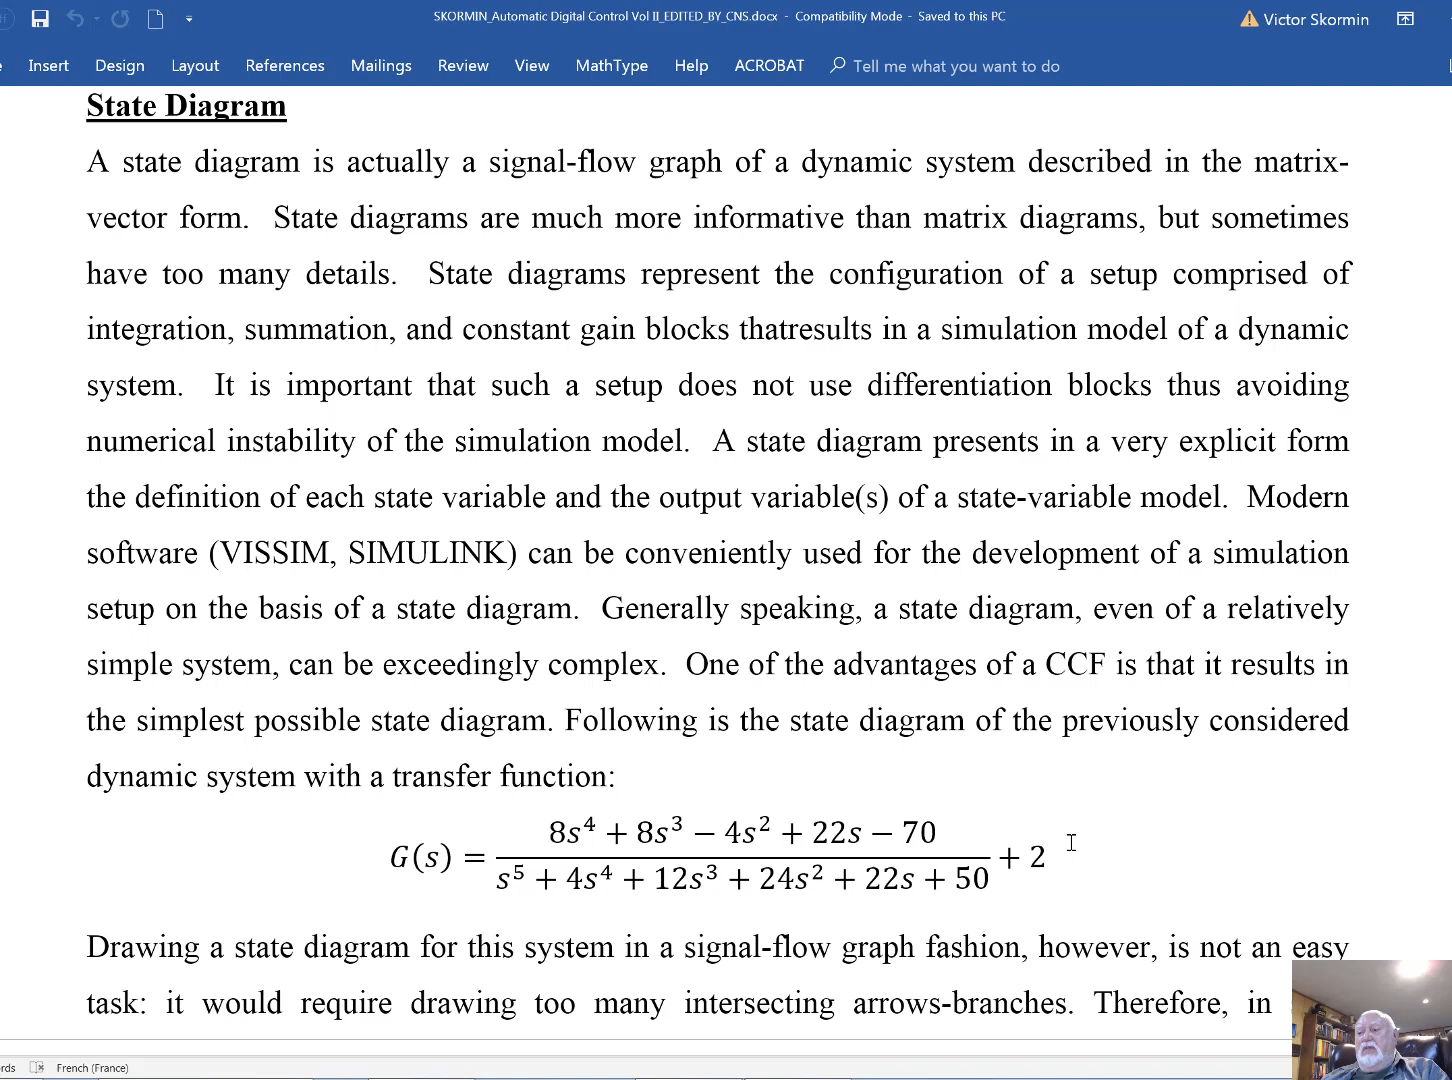 SKORMIN_Automatic Digital Control Vol II_EDITED_BY_CNS.docx - Compatibility Mode - Saved to this PC
Victor Skormin
Insert Design Layout References Mailings Review View MathType Help ACROBAT Tell me what you want to do
State Diagram
A state diagram is actually a signal-flow graph of a dynamic system described in the matrix-
vector form. State diagrams are much more informative than matrix diagrams, but sometimes
have too many details. State diagrams represent the configuration of a setup comprised of
integration, summation, and constant gain blocks thatresults in a simulation model of a dynamic
system. It is important that such a setup does not use differentiation blocks thus avoiding
numerical instability of the simulation model. A state diagram presents in a very explicit form
the definition of each state variable and the output variable(s) of a state-variable model. Modern
software (VISSIM, SIMULINK) can be conveniently used for the development of a simulation
setup on the basis of a state diagram. Generally speaking, a state diagram, even of a relatively
simple system, can be exceedingly complex. One of the advantages of a CCF is that it results in
the simplest possible state diagram. Following is the state diagram of the previously considered
dynamic system with a transfer function:
8s⁴ + 8s³ − 4s² + 22s − 70
G(s) = + 2
s⁵ + 4s⁴ + 12s³ + 24s² + 22s + 50
Drawing a state diagram for this system in a signal-flow graph fashion, however, is not an easy
task: it would require drawing too many intersecting arrows-branches. Therefore, in
French (France)